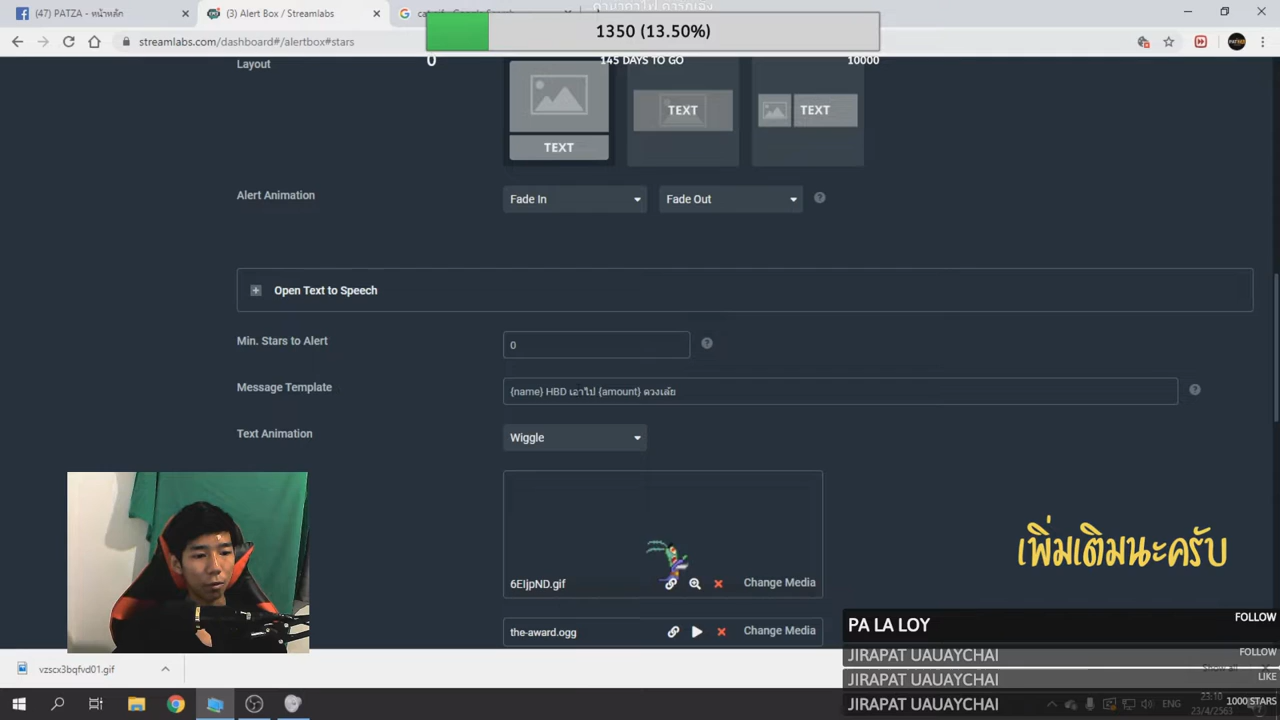 (47) PATZA - หน้าหลัก
(3) Alert Box / Streamlabs
streamlabs.com/dashboard#/alertbox#stars
1350 (13.50%)
0
145 DAYS TO GO
10000
Layout
TEXT
TEXT
TEXT
Alert Animation
Fade In
Fade Out
Open Text to Speech
Min. Stars to Alert
0
Message Template
{name} HBD เอาไป {amount} ดวงเล้ย
Text Animation
Wiggle
6EIjpND.gif
Change Media
the-award.ogg
Change Media
เพิ่มเติมนะครับ
PA LA LOY
FOLLOW
JIRAPAT UAUAYCHAI
FOLLOW
JIRAPAT UAUAYCHAI
LIKE
JIRAPAT UAUAYCHAI
1000 STARS
vzscx3bqfvd01.gif
Show all
ENG
23:10
23/4/2563